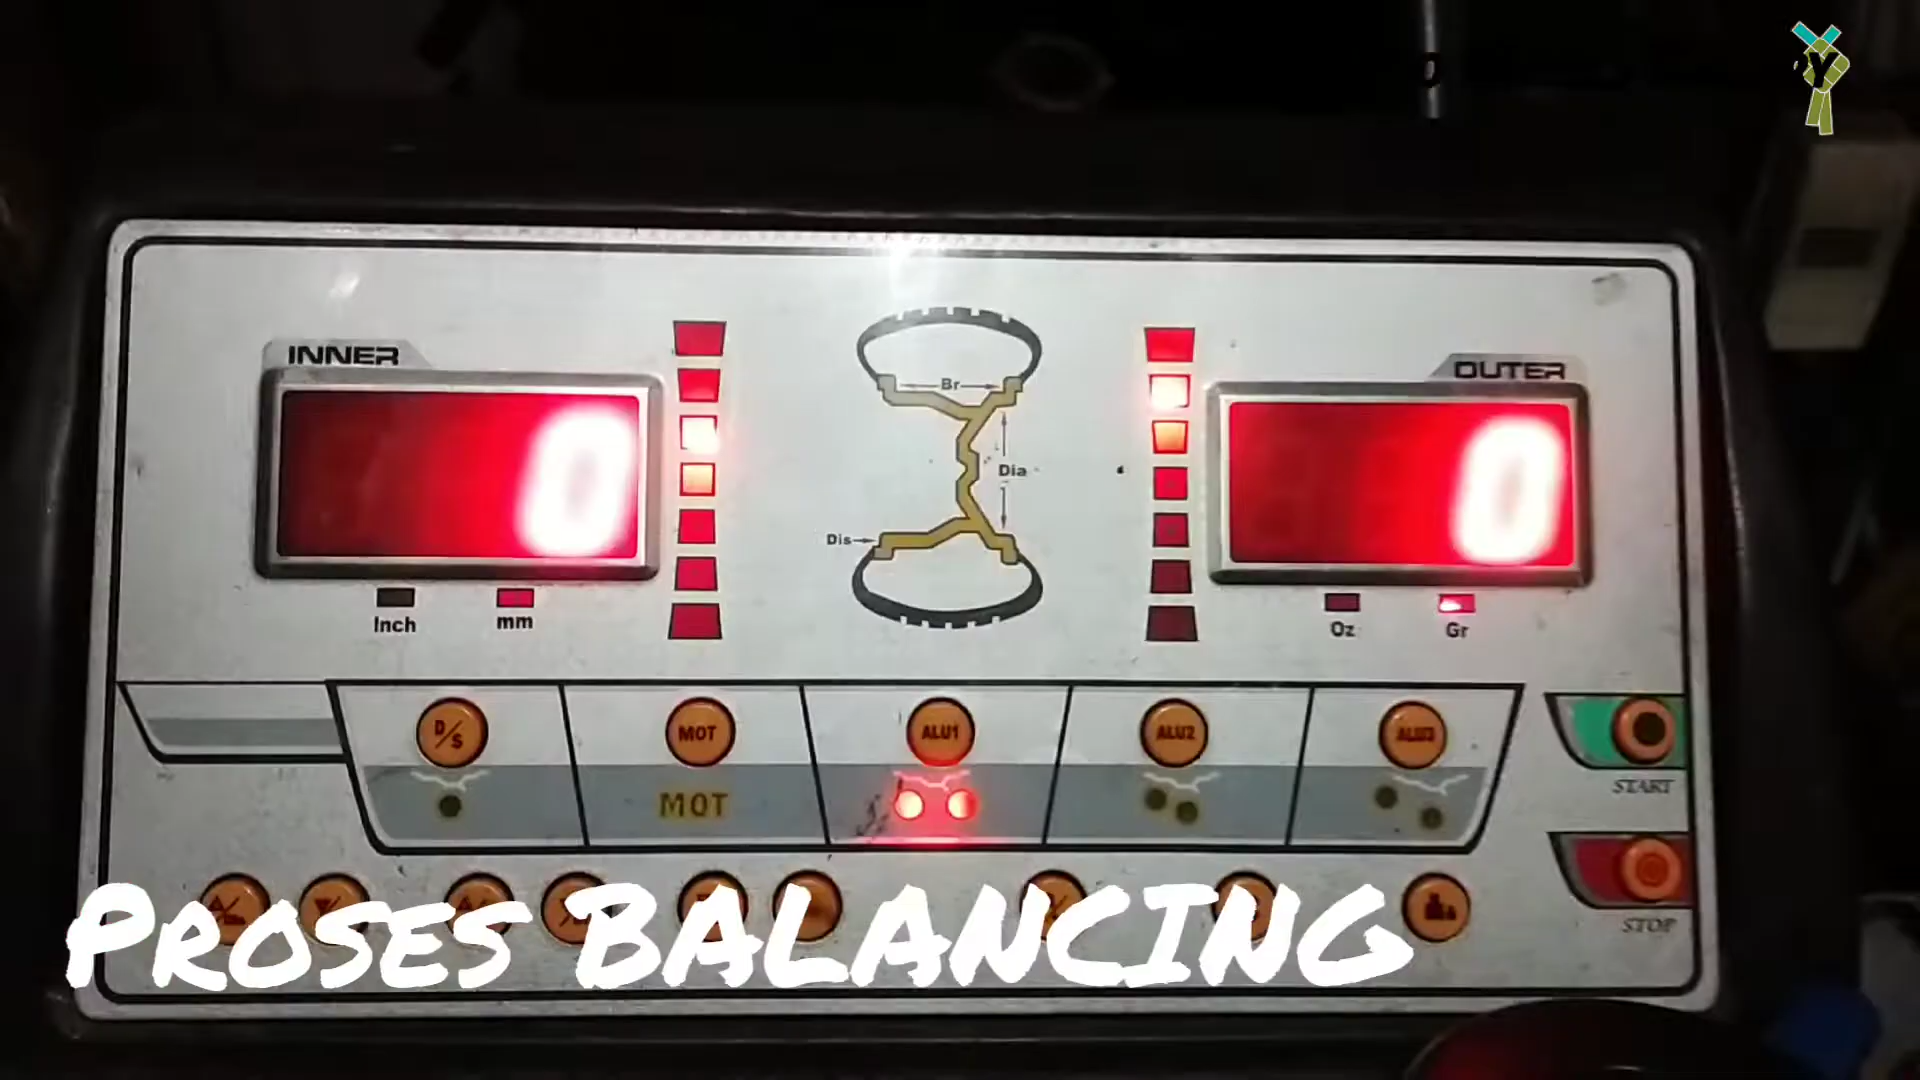 INNER
0
Inch
mm
Br
Dia
Dis
OUTER
0
Oz
Gr
D/S
MOT
ALU1
ALU2
ALU3
MOT
START
STOP
PROSES BALANCING